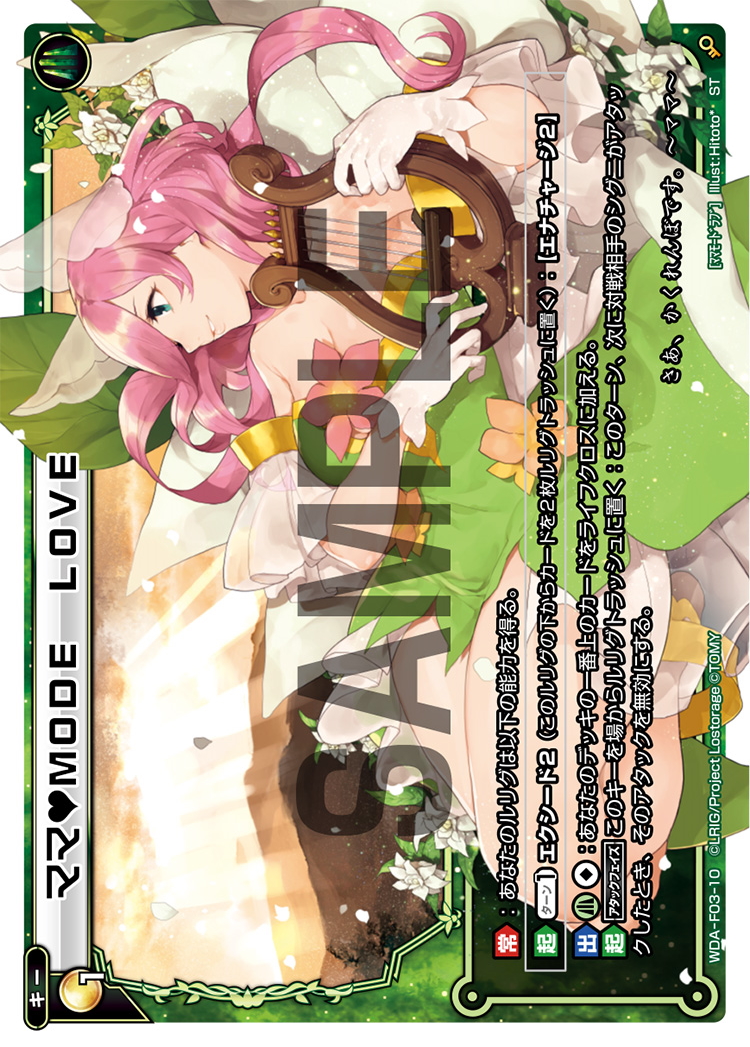 キー
1
ママ♥MODE LOVE
SAMPLE
常:あなたのルリグは以下の能力を得る。
起 ターン1 エクシード2(このルリグの下からカードを2枚ルリグトラッシュに置く):[エナチャージ2]
出:あなたのデッキの一番上のカードをライフクロスに加える。
起 アタックフェイズ このキーを場からルリグトラッシュに置く:このターン、次に対戦相手のシグニがアタッ
クしたとき、そのアタックを無効にする。
さあ、かくれんぼです。 ~ママ~
WDA-F03-10 ©LRIG/Project Lostorage ©TOMY
Illust:Hitoto* ST